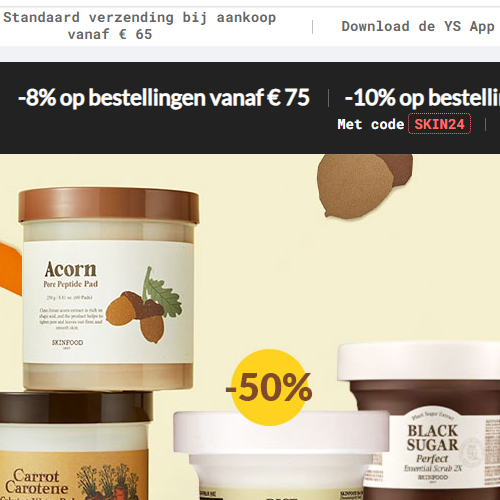 Standaard verzending bij aankoop
vanaf € 65
Download de YS App
-8% op bestellingen vanaf € 75
-10% op bestelli
Met code SKIN24
Acorn
Pore Peptide Pad
SKINFOOD
-50%
Carrot
Carotene
BLACK
SUGAR
Perfect
Essential Scrub 2X
SKINFOOD